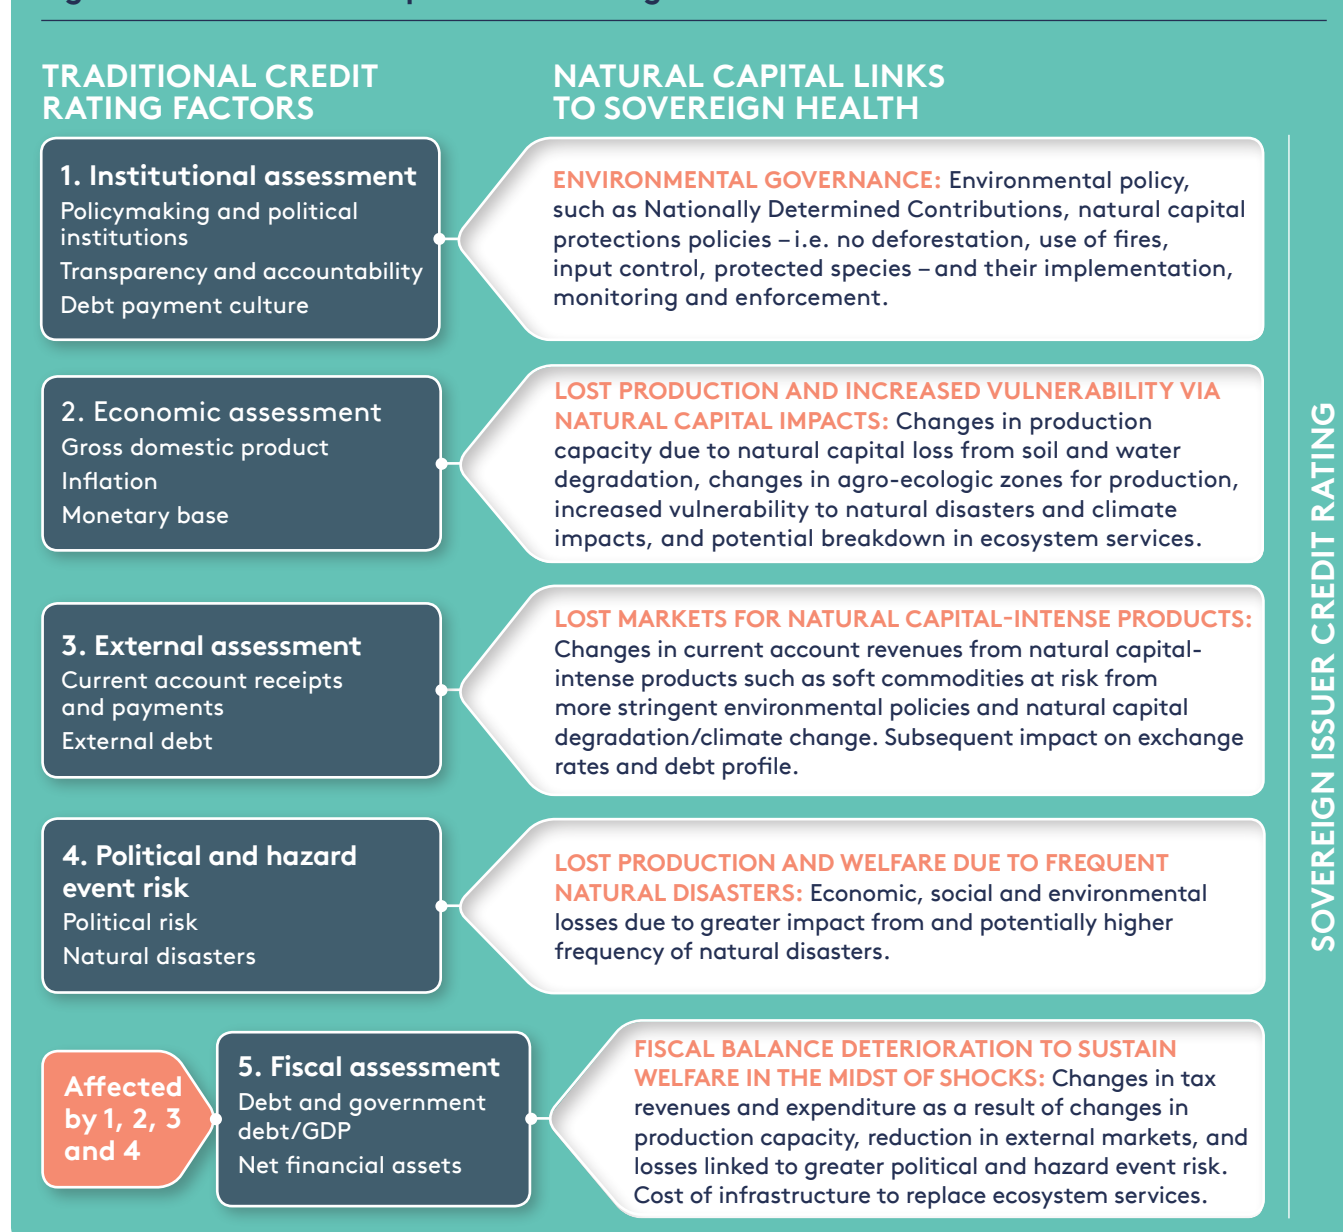 TRADITIONAL CREDIT
RATING FACTORS
NATURAL CAPITAL LINKS
TO SOVEREIGN HEALTH
1. Institutional assessment
Policymaking and political
institutions
Transparency and accountability
Debt payment culture
ENVIRONMENTAL GOVERNANCE: Environmental policy,
such as Nationally Determined Contributions, natural capital
protections policies – i.e. no deforestation, use of fires,
input control, protected species – and their implementation,
monitoring and enforcement.
2. Economic assessment
Gross domestic product
Inflation
Monetary base
LOST PRODUCTION AND INCREASED VULNERABILITY VIA
NATURAL CAPITAL IMPACTS: Changes in production
capacity due to natural capital loss from soil and water
degradation, changes in agro-ecologic zones for production,
increased vulnerability to natural disasters and climate
impacts, and potential breakdown in ecosystem services.
3. External assessment
Current account receipts
and payments
External debt
LOST MARKETS FOR NATURAL CAPITAL-INTENSE PRODUCTS:
Changes in current account revenues from natural capital-
intense products such as soft commodities at risk from
more stringent environmental policies and natural capital
degradation/climate change. Subsequent impact on exchange
rates and debt profile.
4. Political and hazard
event risk
Political risk
Natural disasters
LOST PRODUCTION AND WELFARE DUE TO FREQUENT
NATURAL DISASTERS: Economic, social and environmental
losses due to greater impact from and potentially higher
frequency of natural disasters.
Affected
by 1, 2, 3
and 4
5. Fiscal assessment
Debt and government
debt/GDP
Net financial assets
FISCAL BALANCE DETERIORATION TO SUSTAIN
WELFARE IN THE MIDST OF SHOCKS: Changes in tax
revenues and expenditure as a result of changes in
production capacity, reduction in external markets, and
losses linked to greater political and hazard event risk.
Cost of infrastructure to replace ecosystem services.
SOVEREIGN ISSUER CREDIT RATING